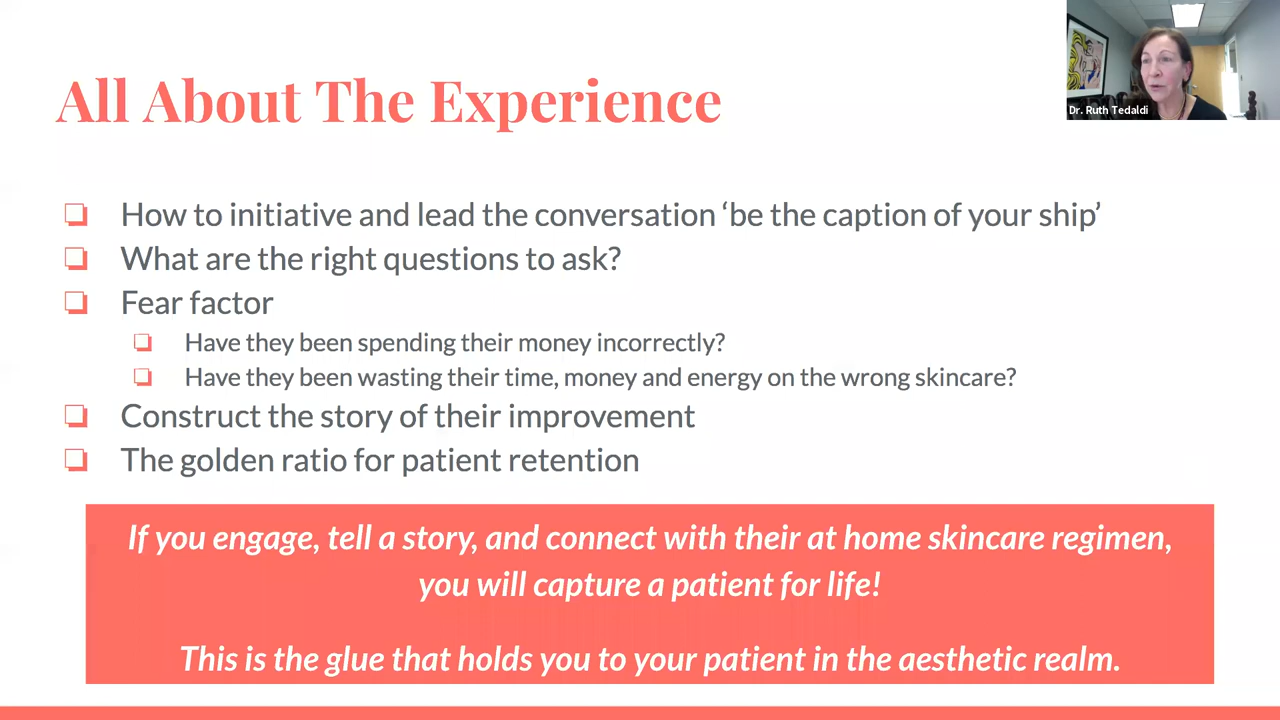 All About The Experience
Dr. Ruth Tedaldi
How to initiative and lead the conversation ‘be the caption of your ship’
What are the right questions to ask?
Fear factor
Have they been spending their money incorrectly?
Have they been wasting their time, money and energy on the wrong skincare?
Construct the story of their improvement
The golden ratio for patient retention
If you engage, tell a story, and connect with their at home skincare regimen,
you will capture a patient for life!
This is the glue that holds you to your patient in the aesthetic realm.